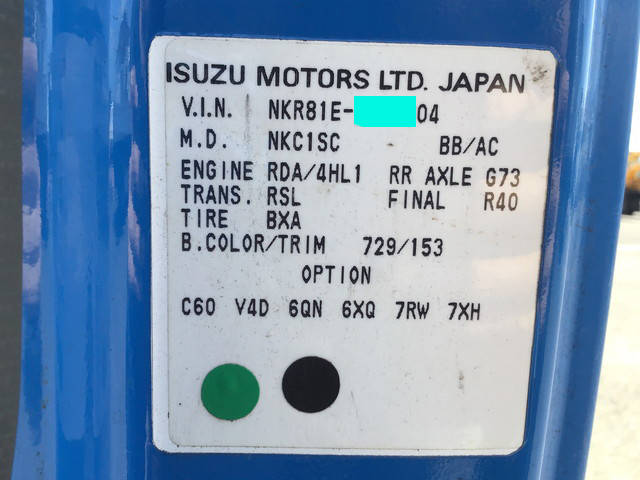 ISUZU MOTORS LTD. JAPAN
V.I.N. NKR81E- 04
M.D. NKC1SC BB/AC
ENGINE RDA/4HL1 RR AXLE G73
TRANS. RSL FINAL R40
TIRE BXA
B.COLOR/TRIM 729/153
OPTION
C60 V4D 6QN 6XQ 7RW 7XH